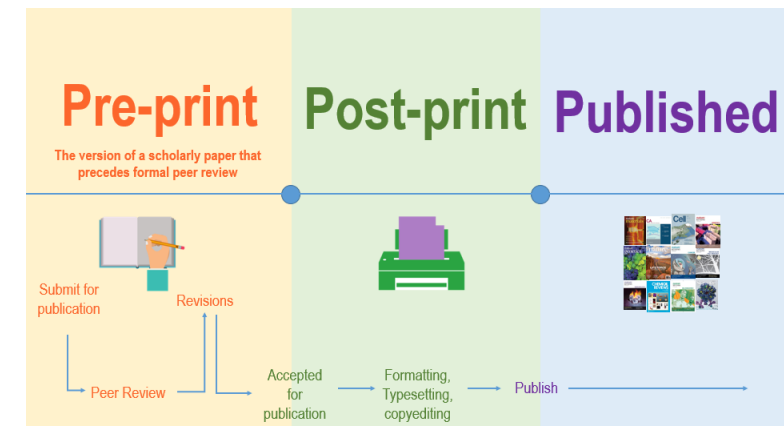 Pre-print
The version of a scholarly paper that
precedes formal peer review
Post-print
Published
Submit for
publication
Peer Review
Revisions
Accepted
for
publication
Formatting,
Typesetting,
copyediting
Publish
Cell